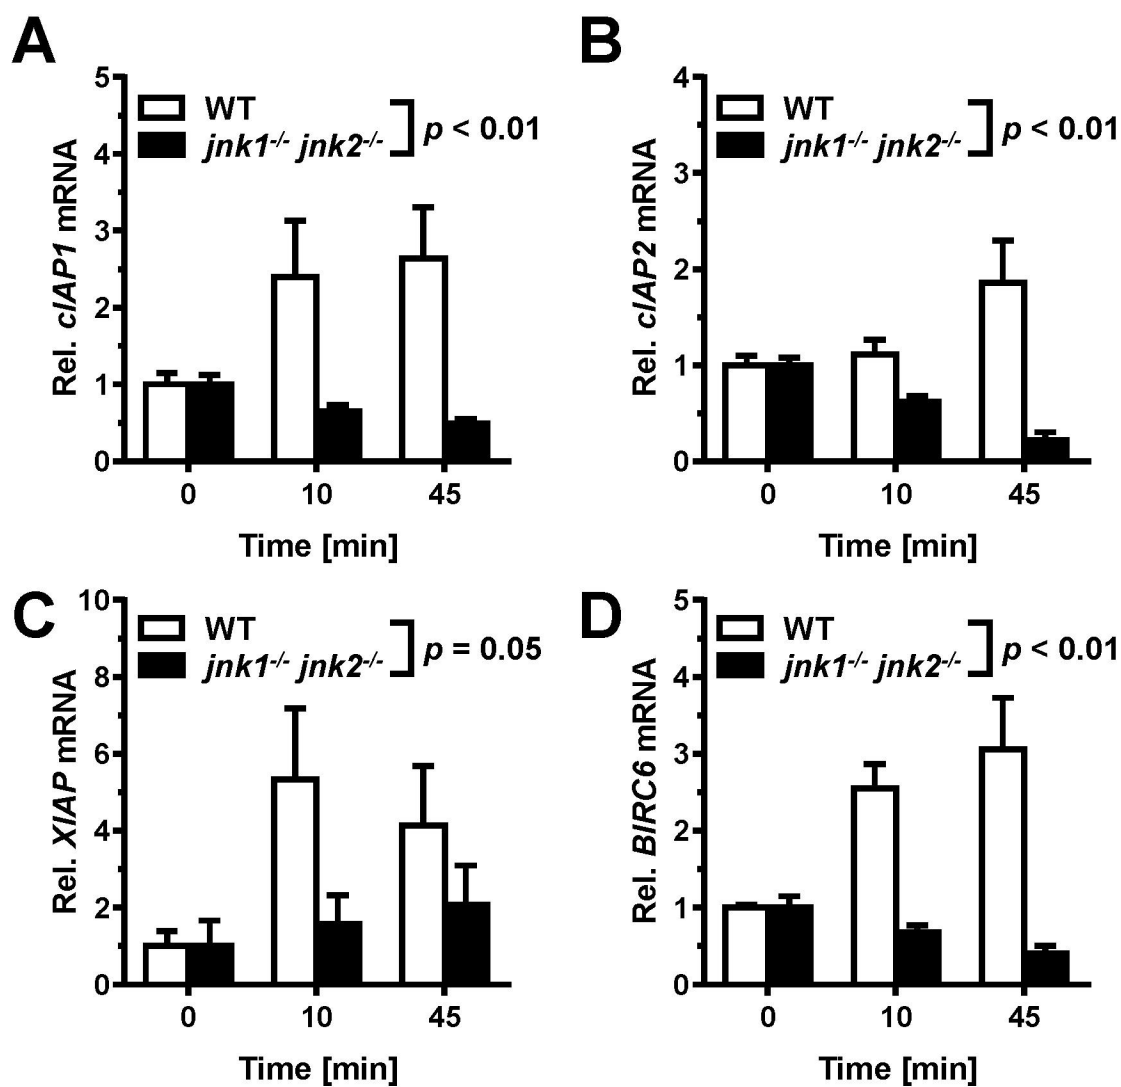 A
5
4
3
2
1
0
Rel. cIAP1 mRNA
WT
jnk1-/- jnk2-/-
p < 0.01
0 10 45
Time [min]
B
4
3
2
1
0
Rel. cIAP2 mRNA
WT
jnk1-/- jnk2-/-
p < 0.01
0 10 45
Time [min]
C
10
8
6
4
2
0
Rel. XIAP mRNA
WT
jnk1-/- jnk2-/-
p = 0.05
0 10 45
Time [min]
D
5
4
3
2
1
0
Rel. BIRC6 mRNA
WT
jnk1-/- jnk2-/-
p < 0.01
0 10 45
Time [min]